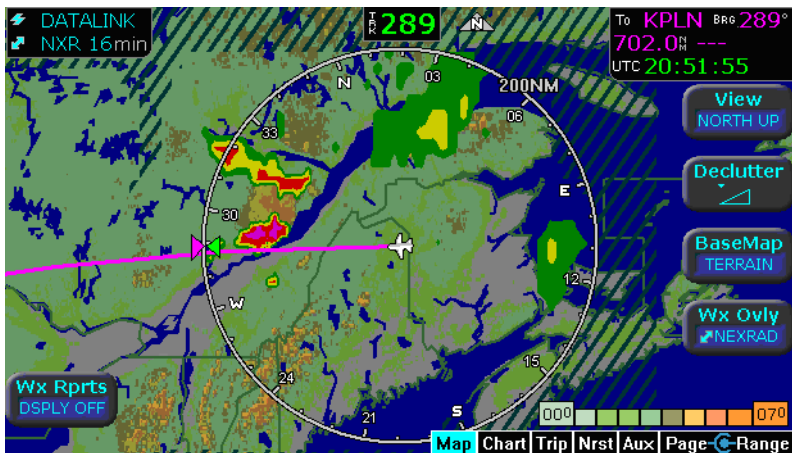 DATALINK
NXR 16min
TRK 289
N
To KPLN BRG 289°
702.0NM ---
UTC 20:51:55
200NM
N
03
06
E
12
15
S
21
24
W
30
33
View
NORTH UP
Declutter
BaseMap
TERRAIN
Wx Ovly
NEXRAD
Wx Rprts
DSPLY OFF
000 070
Map Chart Trip Nrst Aux Page Range